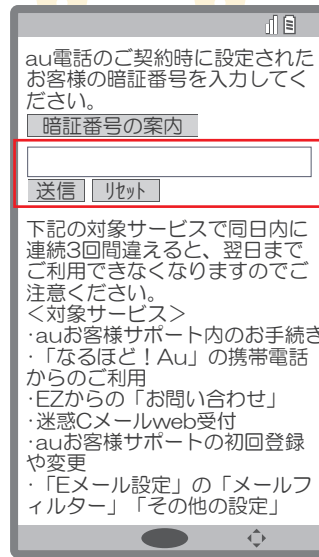 au電話のご契約時に設定された
お客様の暗証番号を入力してく
ださい。
暗証番号の案内
送信 ﾘｾｯﾄ
下記の対象サービスで同日内に
連続3回間違えると、翌日まで
ご利用できなくなりますのでご
注意ください。
＜対象サービス＞
･auお客様サポート内のお手続き
･「なるほど！Au」の携帯電話
からのご利用
･EZからの「お問い合わせ」
･迷惑Cメールweb受付
･auお客様サポートの初回登録
や変更
･「Eメール設定」の「メールフ
ィルター」「その他の設定」